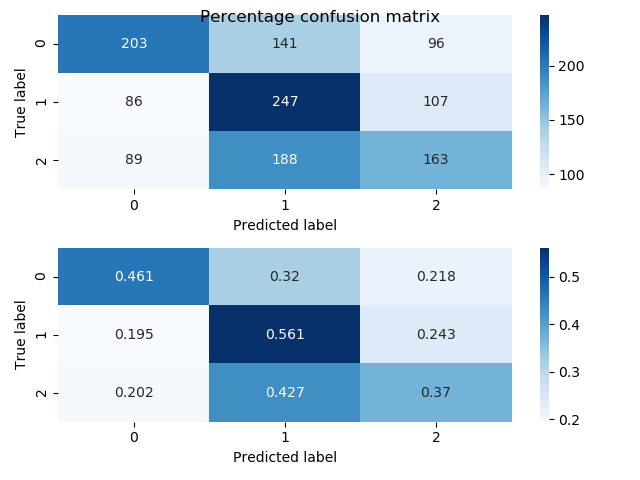 Percentage confusion matrix
True label
0 203 141 96
1 86 247 107
2 89 188 163
0 1 2
Predicted label
200
150
100
True label
0 0.461 0.32 0.218
1 0.195 0.561 0.243
2 0.202 0.427 0.37
0 1 2
Predicted label
0.5
0.4
0.3
0.2